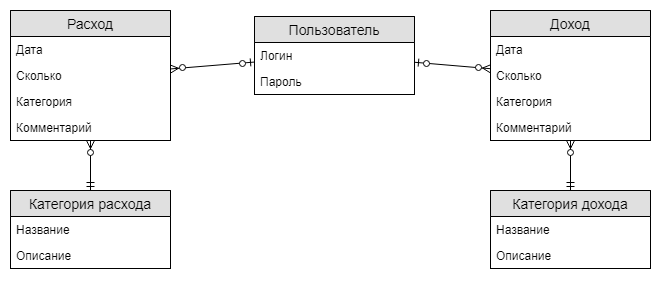 Расход
Дата
Сколько
Категория
Комментарий
Пользователь
Логин
Пароль
Доход
Дата
Сколько
Категория
Комментарий
Категория расхода
Название
Описание
Категория дохода
Название
Описание